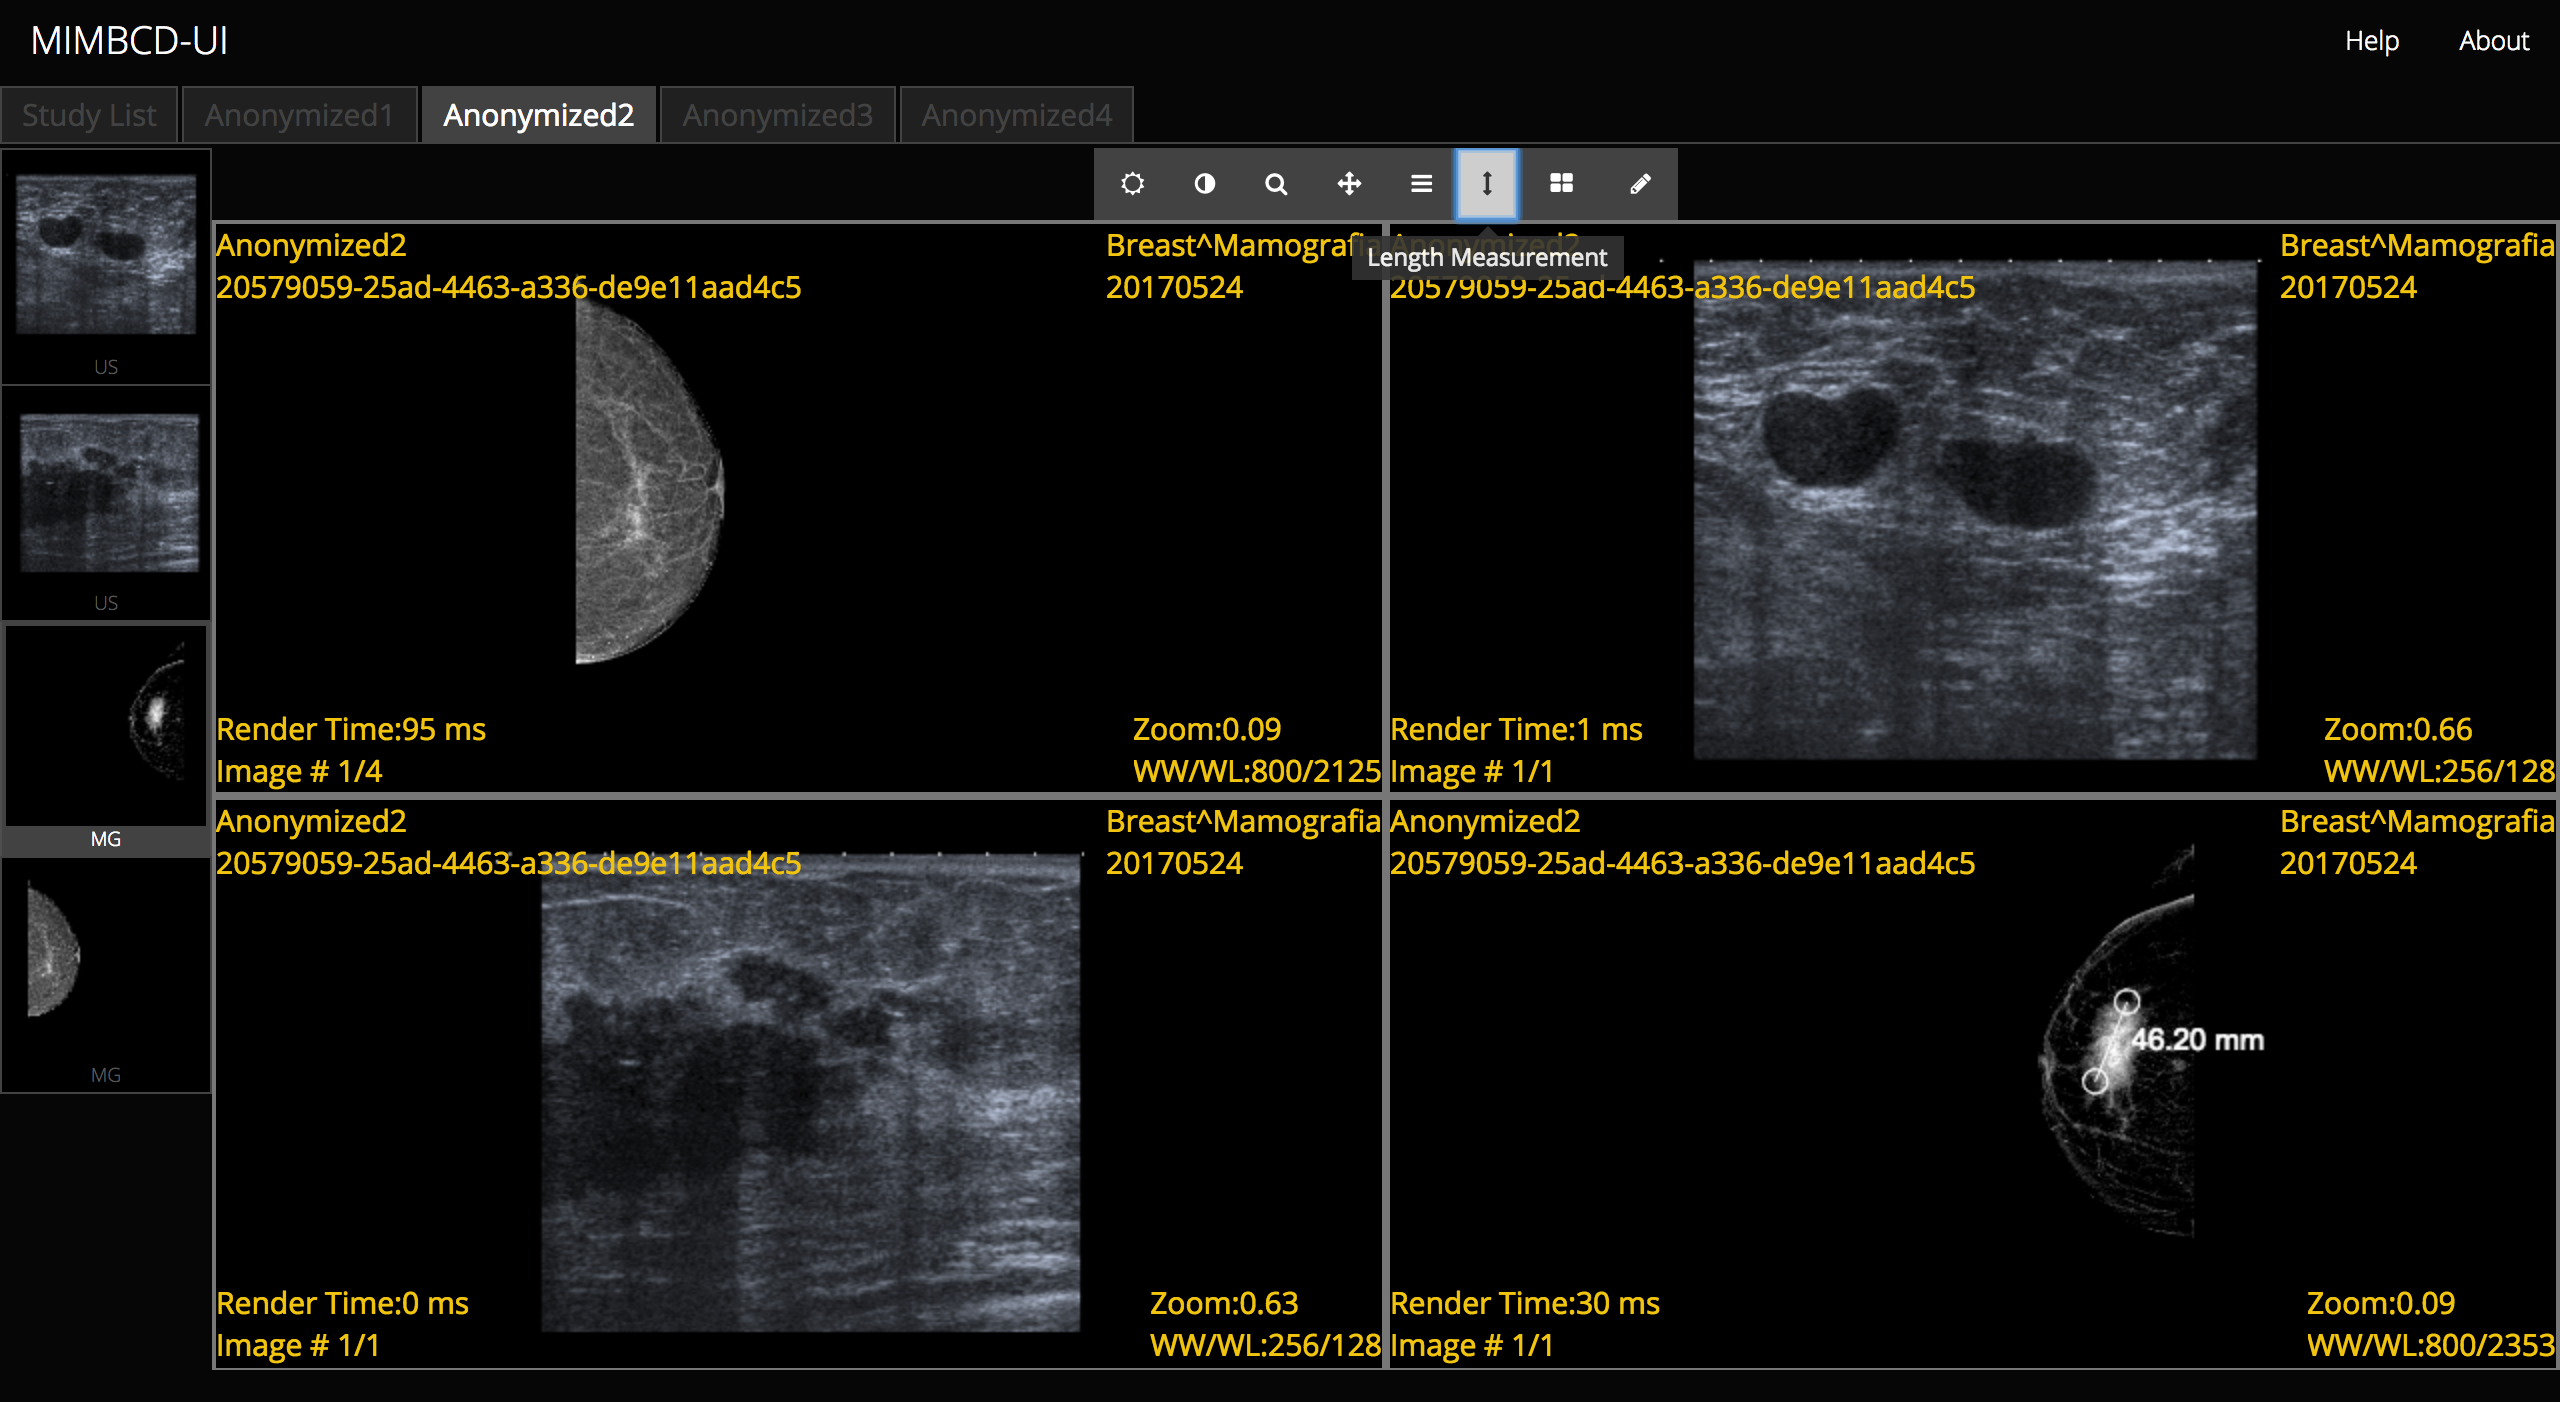 MIMBCD-UI
Help
About
Study List
Anonymized1
Anonymized2
Anonymized3
Anonymized4
Length Measurement
US
US
MG
MG
Anonymized2
20579059-25ad-4463-a336-de9e11aad4c5
Breast^Mamografia
20170524
Render Time:95 ms
Image # 1/4
Zoom:0.09
WW/WL:800/2125
Anonymized2
20579059-25ad-4463-a336-de9e11aad4c5
Breast^Mamografia
20170524
Render Time:1 ms
Image # 1/1
Zoom:0.66
WW/WL:256/128
Anonymized2
20579059-25ad-4463-a336-de9e11aad4c5
Breast^Mamografia
20170524
Render Time:0 ms
Image # 1/1
Zoom:0.63
WW/WL:256/128
Anonymized2
20579059-25ad-4463-a336-de9e11aad4c5
Breast^Mamografia
20170524
46.20 mm
Render Time:30 ms
Image # 1/1
Zoom:0.09
WW/WL:800/2353